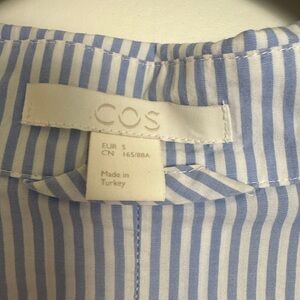 COS
EUR S
CN 165/88A
Made in
Turkey